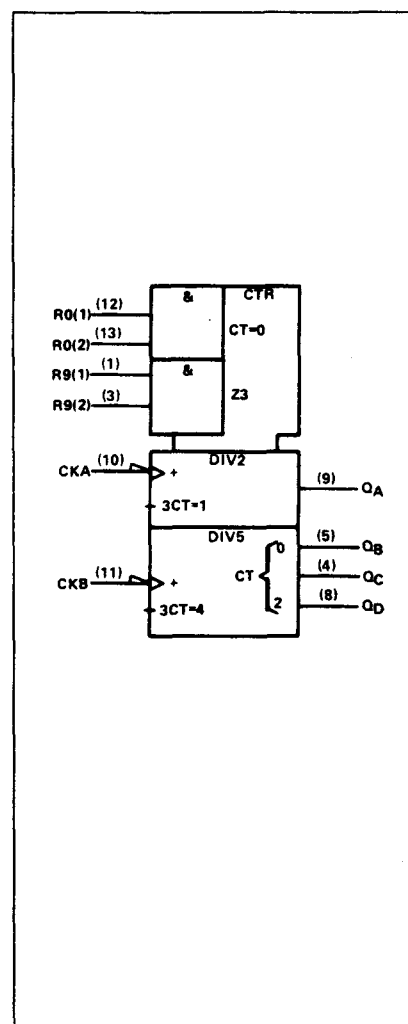 & CTR
R0(1) (12)
CT=0
R0(2) (13)
&
R9(1) (1)
R9(2) (3)
Z3
DIV2
CKA (10) +
(9) QA
3CT=1
DIV5
0
(5) QB
CKB (11) + CT
(4) QC
3CT=4
2
(8) QD